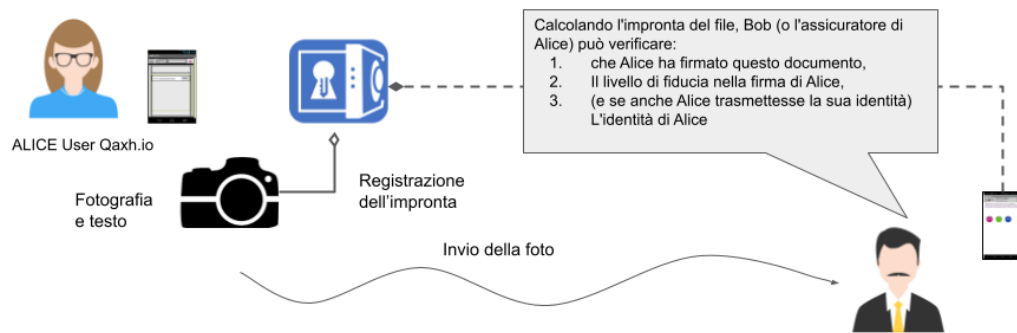 Calcolando l'impronta del file, Bob (o l'assicuratore di
Alice) può verificare:
1. che Alice ha firmato questo documento,
2. Il livello di fiducia nella firma di Alice,
3. (e se anche Alice trasmettesse la sua identità)
L'identità di Alice
ALICE User Qaxh.io
Fotografia
e testo
Registrazione
dell'impronta
Invio della foto